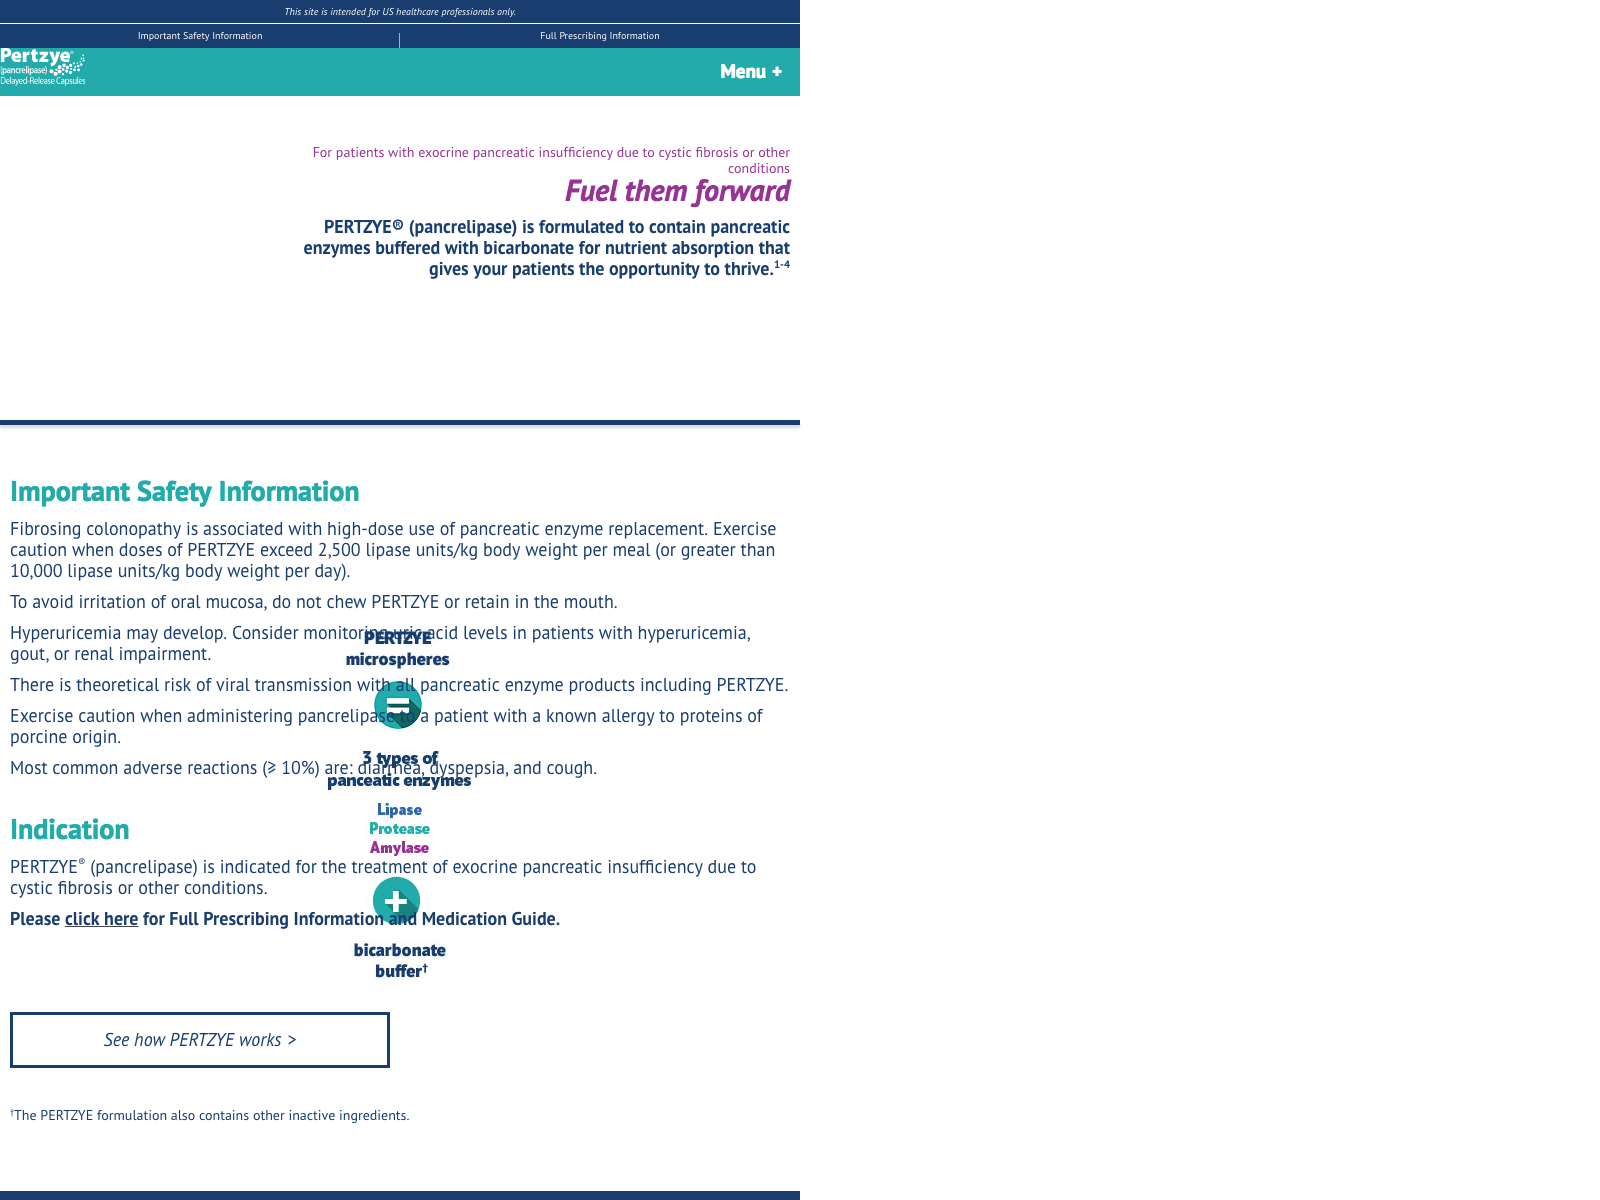 This site is intended for US healthcare professionals only.
Important Safety Information
Full Prescribing Information
Pertzye®
(pancrelipase)
Delayed-Release Capsules
Menu +
For patients with exocrine pancreatic insufficiency due to cystic fibrosis or other
conditions
Fuel them forward
PERTZYE® (pancrelipase) is formulated to contain pancreatic
enzymes buffered with bicarbonate for nutrient absorption that
gives your patients the opportunity to thrive.1-4
Important Safety Information
Fibrosing colonopathy is associated with high-dose use of pancreatic enzyme replacement. Exercise
caution when doses of PERTZYE exceed 2,500 lipase units/kg body weight per meal (or greater than
10,000 lipase units/kg body weight per day).
To avoid irritation of oral mucosa, do not chew PERTZYE or retain in the mouth.
Hyperuricemia may develop. Consider monitoring uric acid levels in patients with hyperuricemia,
gout, or renal impairment.
There is theoretical risk of viral transmission with all pancreatic enzyme products including PERTZYE.
Exercise caution when administering pancrelipase to a patient with a known allergy to proteins of
porcine origin.
Most common adverse reactions (≥ 10%) are: diarrhea, dyspepsia, and cough.
PERTZYE
microspheres
=
3 types of
panceatic enzymes
Lipase
Protease
Amylase
+
bicarbonate
buffer†
Indication
PERTZYE® (pancrelipase) is indicated for the treatment of exocrine pancreatic insufficiency due to
cystic fibrosis or other conditions.
Please click here for Full Prescribing Information and Medication Guide.
See how PERTZYE works >
†The PERTZYE formulation also contains other inactive ingredients.